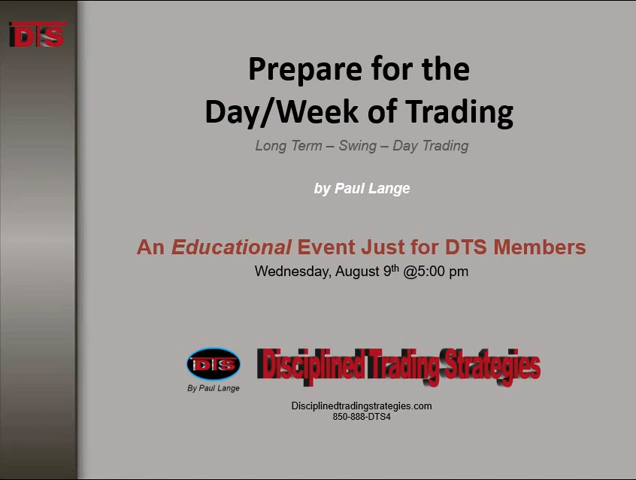 DTS
Prepare for the
Day/Week of Trading
Long Term – Swing – Day Trading
by Paul Lange
An Educational Event Just for DTS Members
Wednesday, August 9th @5:00 pm
DTS
Disciplined Trading Strategies
By Paul Lange
Disciplinedtradingstrategies.com
850-888-DTS4